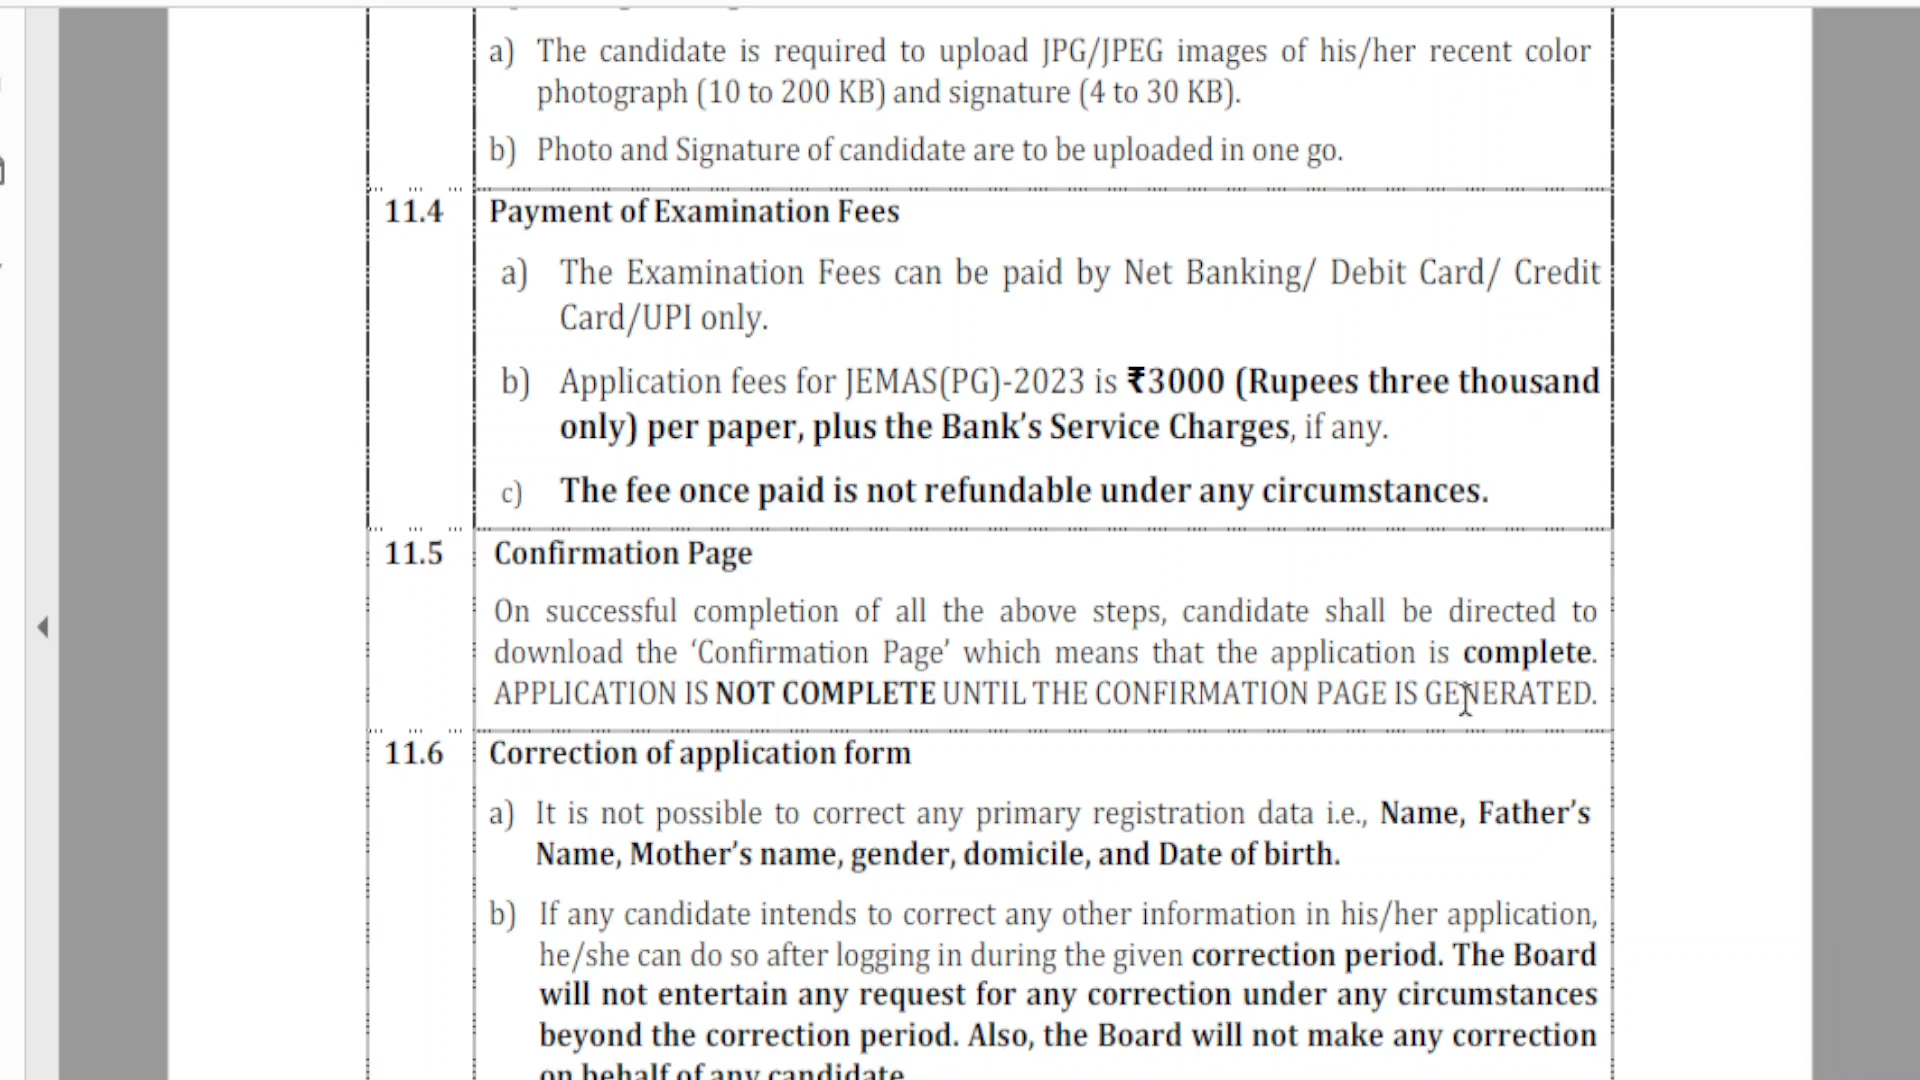 a) The candidate is required to upload JPG/JPEG images of his/her recent color
photograph (10 to 200 KB) and signature (4 to 30 KB).
b) Photo and Signature of candidate are to be uploaded in one go.
11.4 Payment of Examination Fees
a) The Examination Fees can be paid by Net Banking/ Debit Card/ Credit
Card/UPI only.
b) Application fees for JEMAS(PG)-2023 is ₹3000 (Rupees three thousand
only) per paper, plus the Bank's Service Charges, if any.
c) The fee once paid is not refundable under any circumstances.
11.5 Confirmation Page
On successful completion of all the above steps, candidate shall be directed to
download the ‘Confirmation Page’ which means that the application is complete.
APPLICATION IS NOT COMPLETE UNTIL THE CONFIRMATION PAGE IS GENERATED.
11.6 Correction of application form
a) It is not possible to correct any primary registration data i.e., Name, Father’s
Name, Mother’s name, gender, domicile, and Date of birth.
b) If any candidate intends to correct any other information in his/her application,
he/she can do so after logging in during the given correction period. The Board
will not entertain any request for any correction under any circumstances
beyond the correction period. Also, the Board will not make any correction
on behalf of any candidate